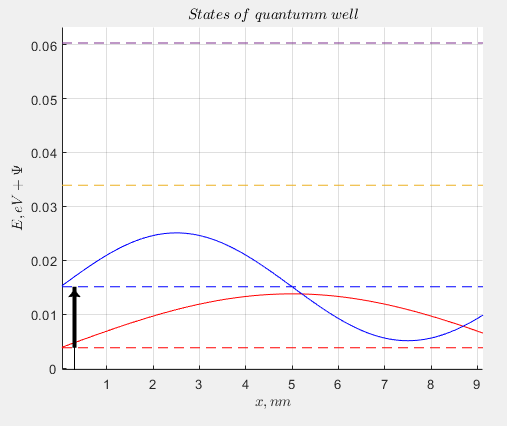 States of quantumm well
E, eV + Ψ
0.06
0.05
0.04
0.03
0.02
0.01
0
1 2 3 4 5 6 7 8 9
x, nm